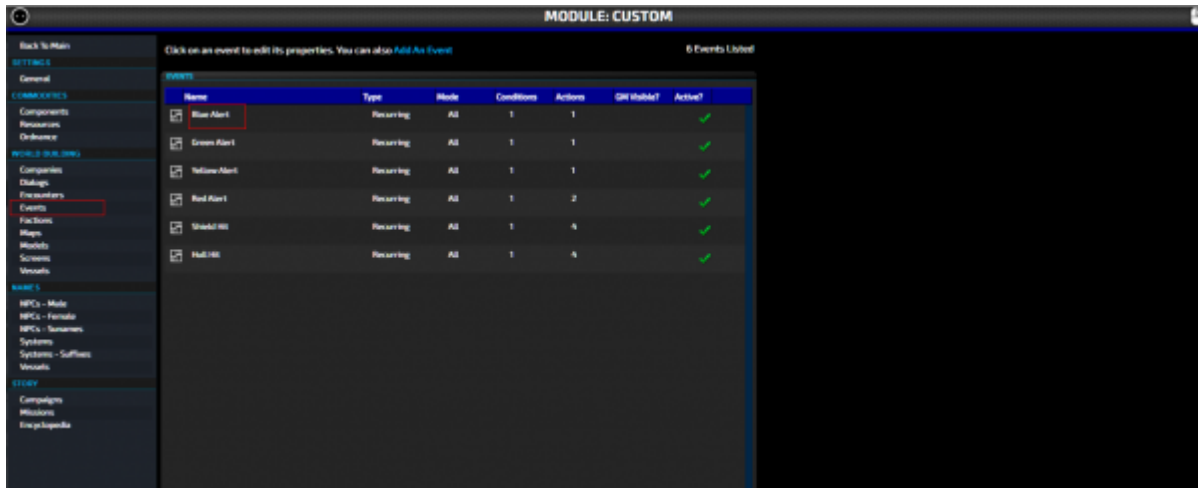 MODULE: CUSTOM
Back To Main
SETTINGS
General
COMMODITIES
Components
Resources
Ordnance
WORLD BUILDING
Companies
Dialogs
Encounters
Events
Factions
Maps
Models
Screens
Vessels
NAMES
NPCs - Male
NPCs - Female
NPCs - Surnames
Systems
Systems - Suffixes
Vessels
STORY
Campaigns
Missions
Encyclopedia
Click on an event to edit its properties. You can also Add An Event
6 Events Listed
EVENTS
Name Type Mode Conditions Actions GM Visible? Active?
Blue Alert Recurring All 1 1
Green Alert Recurring All 1 1
Yellow Alert Recurring All 1 1
Red Alert Recurring All 1 2
Shield Hit Recurring All 1 4
Hull Hit Recurring All 1 4